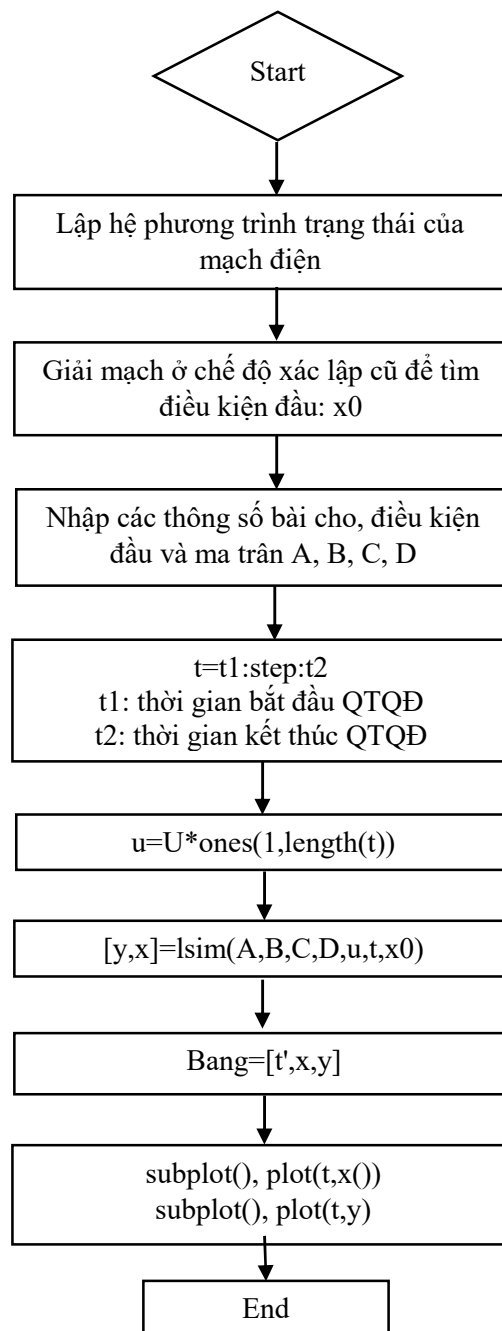 Start
Lập hệ phương trình trạng thái của
mạch điện
Giải mạch ở chế độ xác lập cũ để tìm
điều kiện đầu: x0
Nhập các thông số bài cho, điều kiện
đầu và ma trân A, B, C, D
t=t1:step:t2
t1: thời gian bắt đầu QTQĐ
t2: thời gian kết thúc QTQĐ
u=U*ones(1,length(t))
[y,x]=lsim(A,B,C,D,u,t,x0)
Bang=[t',x,y]
subplot(), plot(t,x())
subplot(), plot(t,y)
End